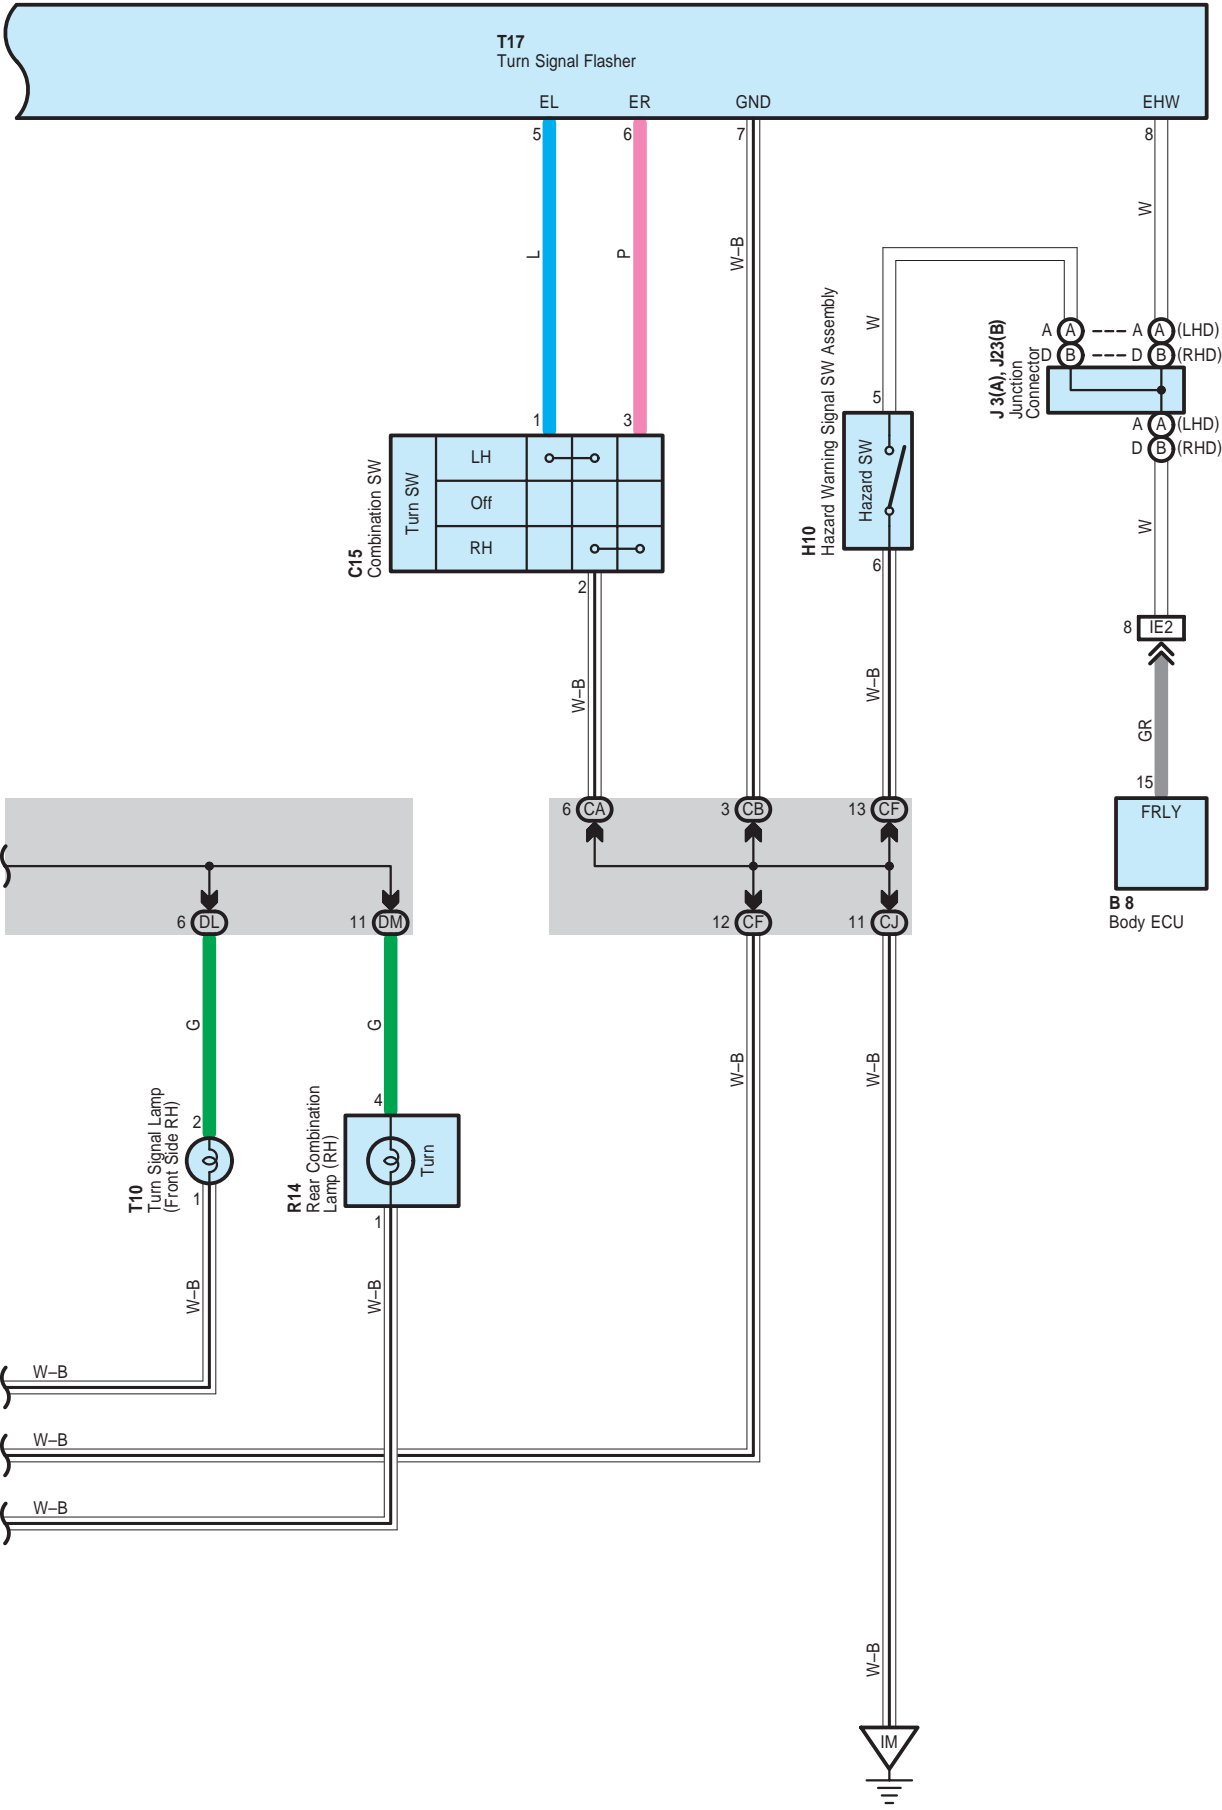 T17
Turn Signal Flasher
EL
ER
GND
EHW
5
6
7
8
L
P
W–B
W
W
A
A
A
A
(LHD)
D
B
D
B
(RHD)
J 3(A), J23(B)
Junction
Connector
A
A
(LHD)
D
B
(RHD)
1
3
5
C15
Combination SW
Turn SW
LH
Off
RH
2
H10
Hazard Warning Signal SW Assembly
Hazard SW
6
W
8
IE2
W–B
W–B
GR
15
FRLY
B 8
Body ECU
6
CA
3
CB
13
CF
6
DL
11
DM
12
CF
11
CJ
G
G
W–B
W–B
2
4
T10
Turn Signal Lamp
(Front Side RH)
1
R14
Rear Combination
Lamp (RH)
Turn
1
W–B
W–B
W–B
W–B
W–B
W–B
IM